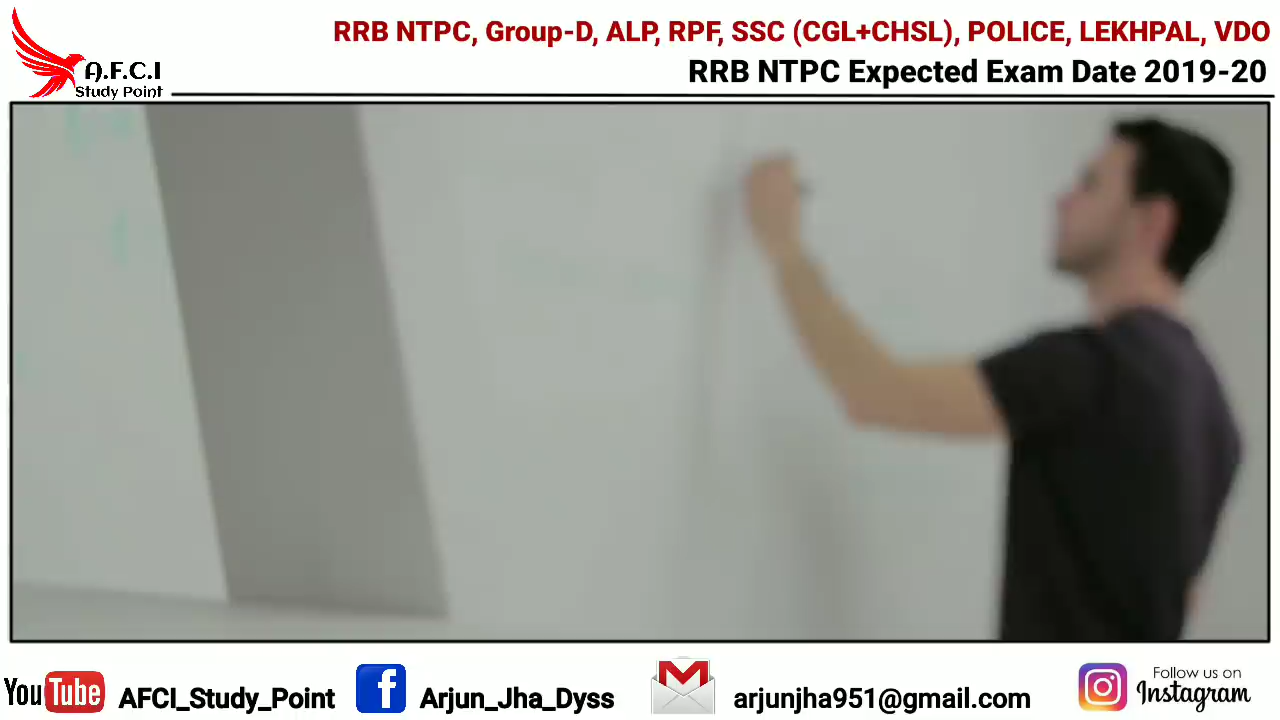 RRB NTPC, Group-D, ALP, RPF, SSC (CGL+CHSL), POLICE, LEKHPAL, VDO
A.F.C.I
Study Point
RRB NTPC Expected Exam Date 2019-20
YouTube
AFCI_Study_Point
Arjun_Jha_Dyss
arjunjha951@gmail.com
Follow us on
Instagram